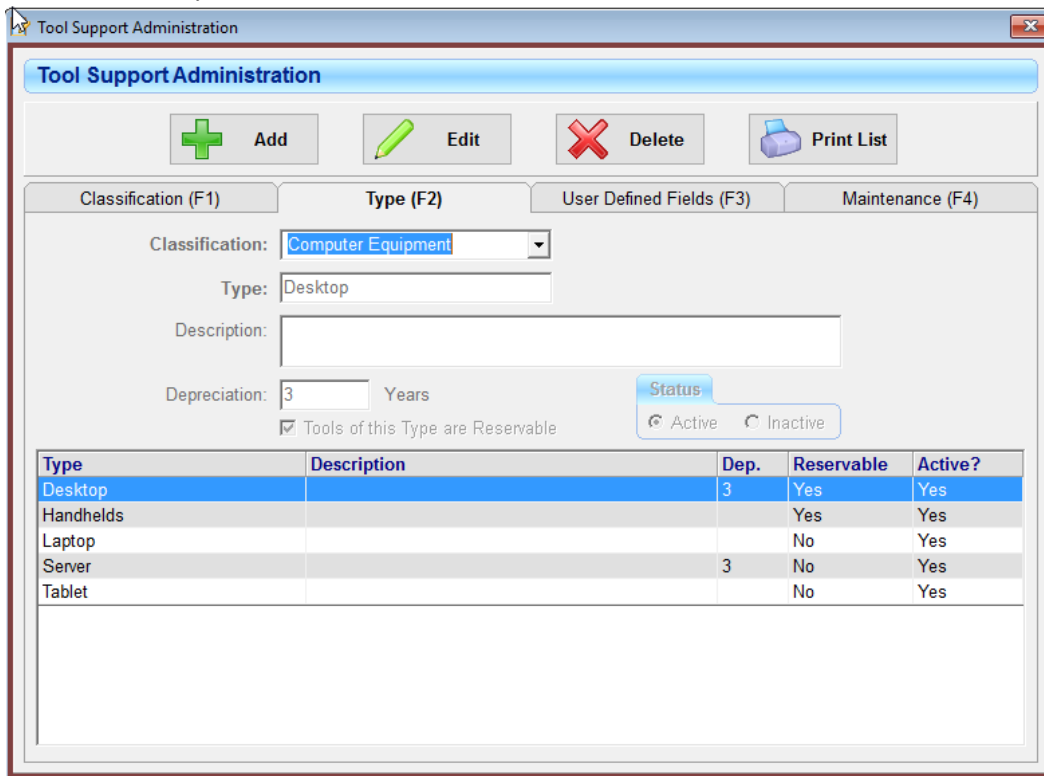 Tool Support Administration
Tool Support Administration
Add Edit Delete Print List
Classification (F1) Type (F2) User Defined Fields (F3) Maintenance (F4)
Classification: Computer Equipment
Type: Desktop
Description:
Depreciation: 3 Years
Status
Tools of this Type are Reservable Active Inactive
Type Description Dep. Reservable Active?
Desktop 3 Yes Yes
Handhelds Yes Yes
Laptop No Yes
Server 3 No Yes
Tablet No Yes